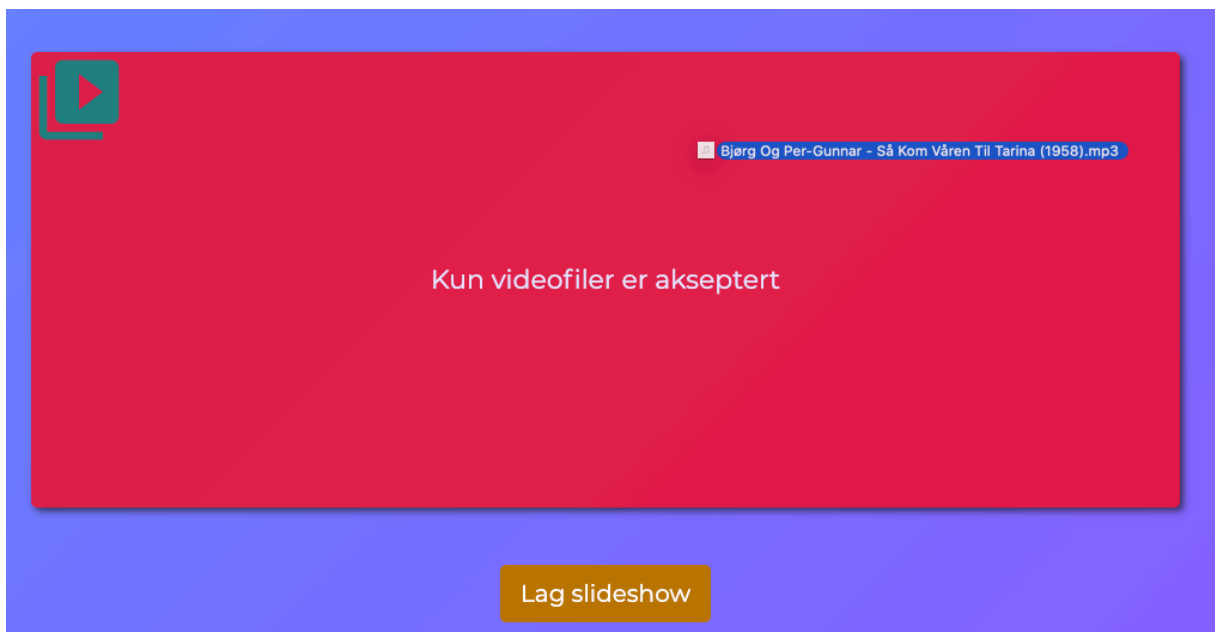 Bjørg Og Per-Gunnar - Så Kom Våren Til Tarina (1958).mp3
Kun videofiler er akseptert
Lag slideshow